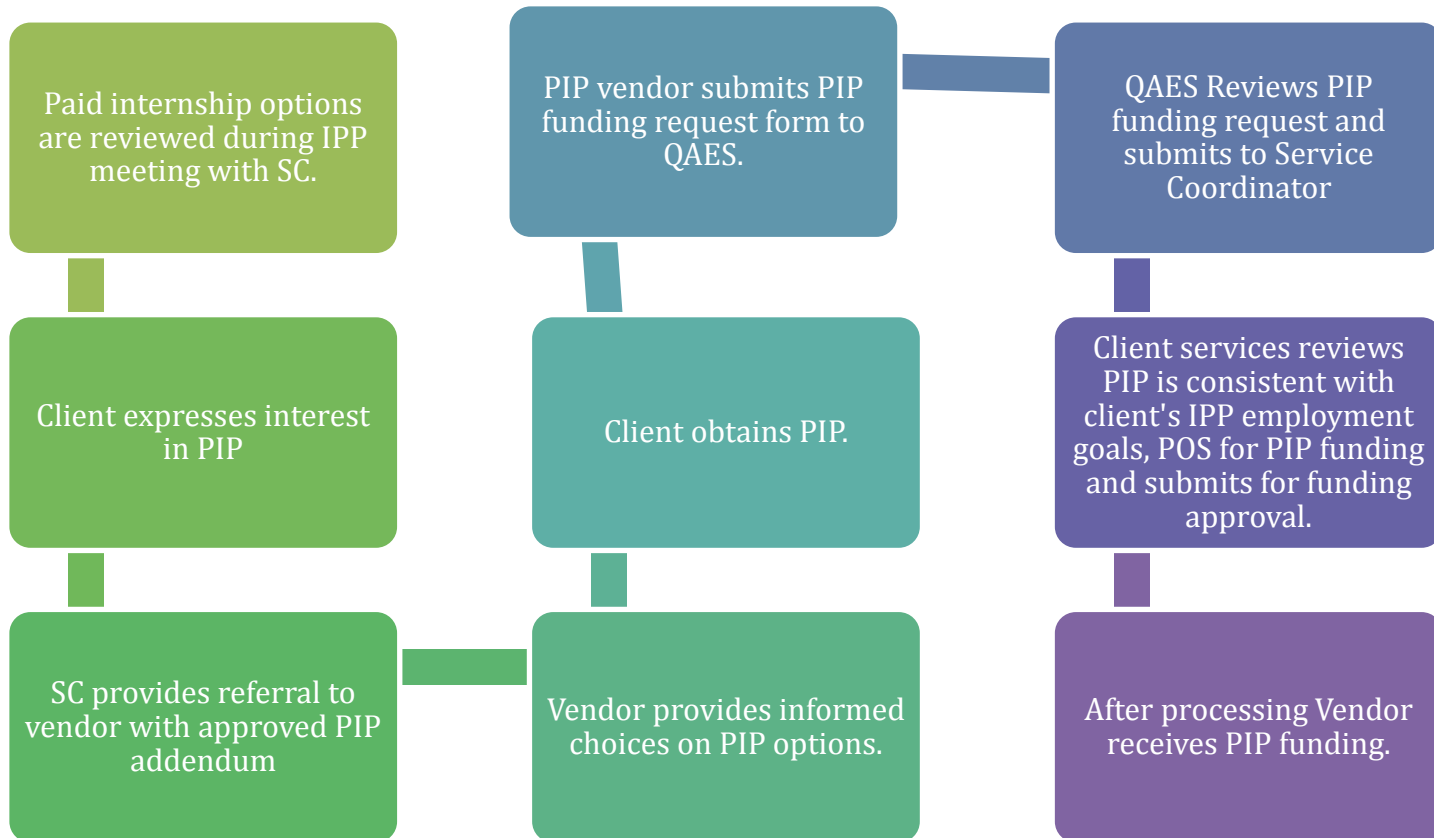 Paid internship options
are reviewed during IPP
meeting with SC.
Client expresses interest
in PIP
SC provides referral to
vendor with approved PIP
addendum
Vendor provides informed
choices on PIP options.
Client obtains PIP.
PIP vendor submits PIP
funding request form to
QAES.
QAES Reviews PIP
funding request and
submits to Service
Coordinator
Client services reviews
PIP is consistent with
client's IPP employment
goals, POS for PIP funding
and submits for funding
approval.
After processing Vendor
receives PIP funding.